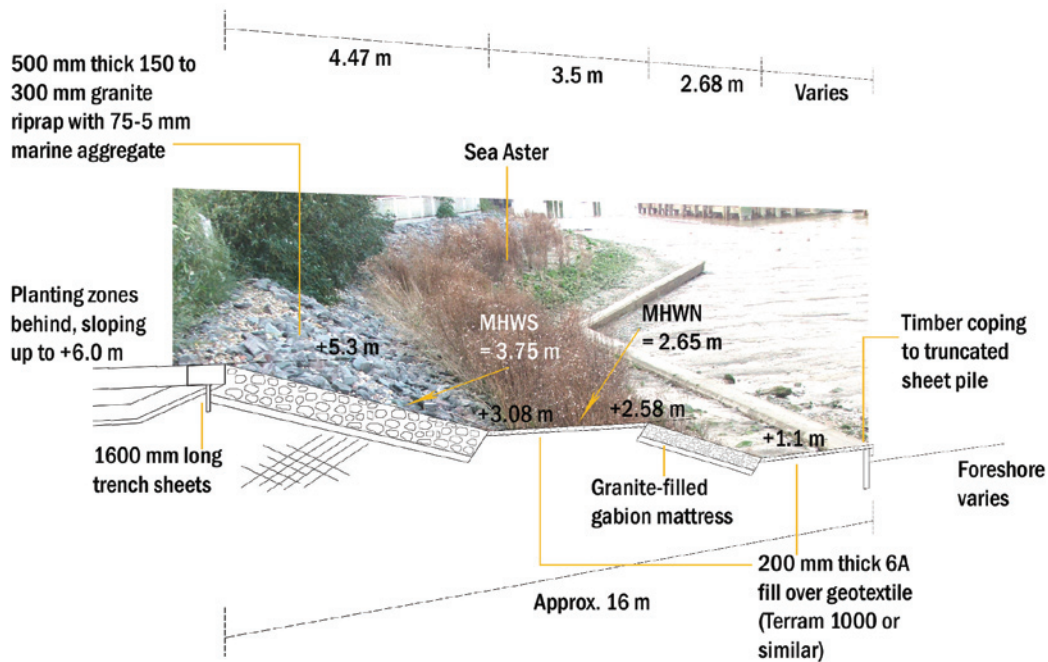 4.47 m
3.5 m
2.68 m
Varies
500 mm thick 150 to
300 mm granite
riprap with 75-5 mm
marine aggregate
Sea Aster
Planting zones
behind, sloping
up to +6.0 m
+5.3 m
MHWS
= 3.75 m
MHWN
= 2.65 m
Timber coping
to truncated
sheet pile
+3.08 m
+2.58 m
+1.1 m
1600 mm long
trench sheets
Granite-filled
gabion mattress
Foreshore
varies
200 mm thick 6A
fill over geotextile
(Terram 1000 or
similar)
Approx. 16 m